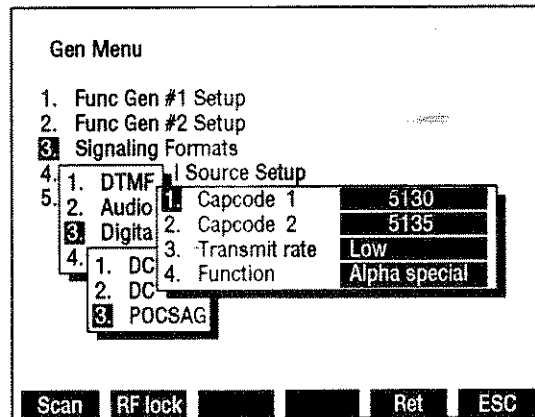 Gen Menu
1. Func Gen #1 Setup
2. Func Gen #2 Setup
3. Signaling Formats
4. l Source Setup
5.
1. DTMF
2. Audio
3. Digita
4.
1. DC
2. DC
3. POCSAG
1. Capcode 1 5130
2. Capcode 2 5135
3. Transmit rate Low
4. Function Alpha special
Scan RF lock Ret ESC